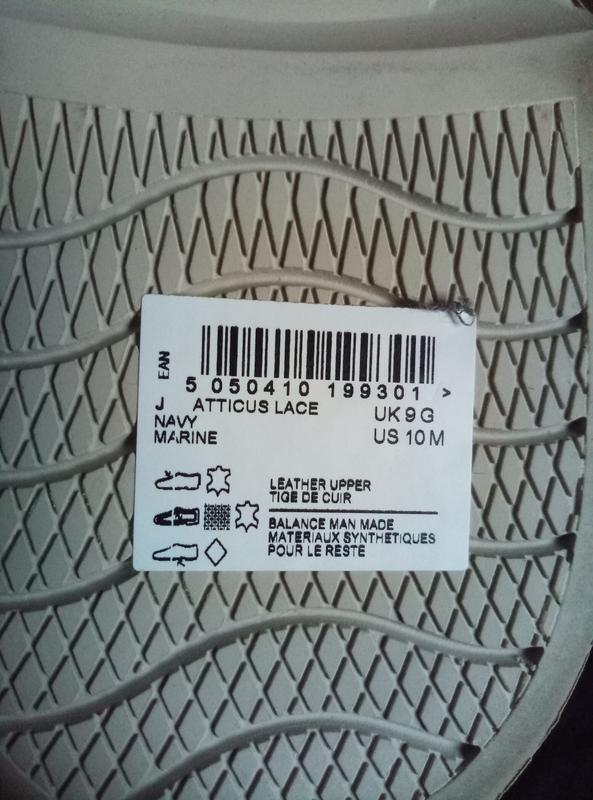 EAN
5 050410 199301 >
J ATTICUS LACE UK 9 G
NAVY
MARINE US 10 M
LEATHER UPPER
TIGE DE CUIR
BALANCE MAN MADE
MATERIAUX SYNTHETIQUES
POUR LE RESTE